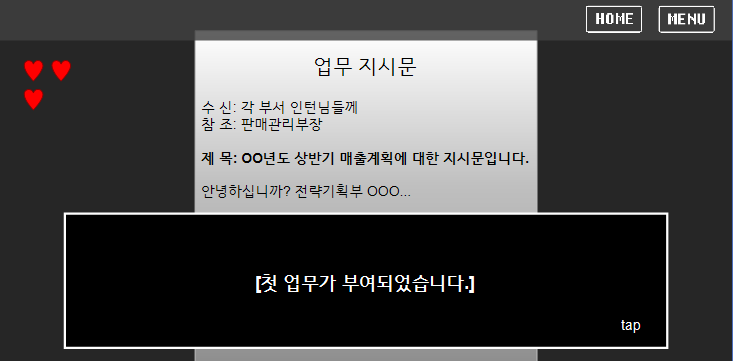 HOME MENU
업무 지시문
수 신: 각 부서 인턴님들께
참 조: 판매관리부장
제 목: OO년도 상반기 매출계획에 대한 지시문입니다.
안녕하십니까? 전략기획부 OOO...
[첫 업무가 부여되었습니다.]
tap